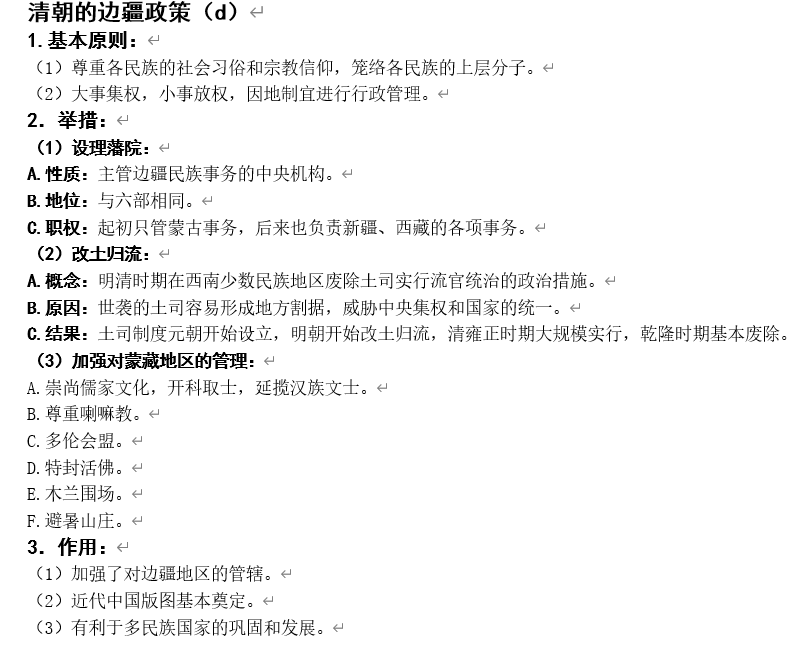 清朝的边疆政策（d）
1.基本原则：
（1）尊重各民族的社会习俗和宗教信仰，笼络各民族的上层分子。
（2）大事集权，小事放权，因地制宜进行行政管理。
2．举措：
（1）设理藩院：
A.性质：主管边疆民族事务的中央机构。
B.地位：与六部相同。
C.职权：起初只管蒙古事务，后来也负责新疆、西藏的各项事务。
（2）改土归流：
A.概念：明清时期在西南少数民族地区废除土司实行流官统治的政治措施。
B.原因：世袭的土司容易形成地方割据，威胁中央集权和国家的统一。
C.结果：土司制度元朝开始设立，明朝开始改土归流，清雍正时期大规模实行，乾隆时期基本废除。
（3）加强对蒙藏地区的管理：
A.崇尚儒家文化，开科取士，延揽汉族文士。
B.尊重喇嘛教。
C.多伦会盟。
D.特封活佛。
E.木兰围场。
F.避暑山庄。
3．作用：
（1）加强了对边疆地区的管辖。
（2）近代中国版图基本奠定。
（3）有利于多民族国家的巩固和发展。